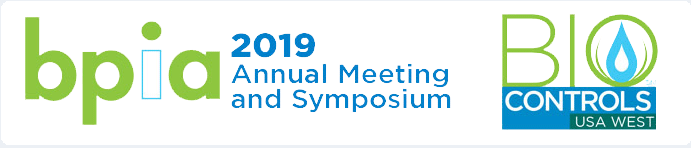 bpia
2019
Annual Meeting
and Symposium
BIO
CONTROLS
USA WEST